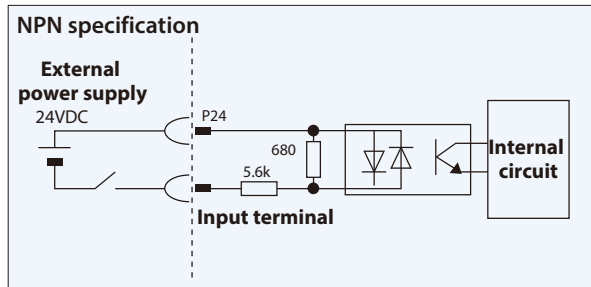 NPN specification
External
power supply
24VDC
P24
680
5.6k
Input terminal
Internal
circuit